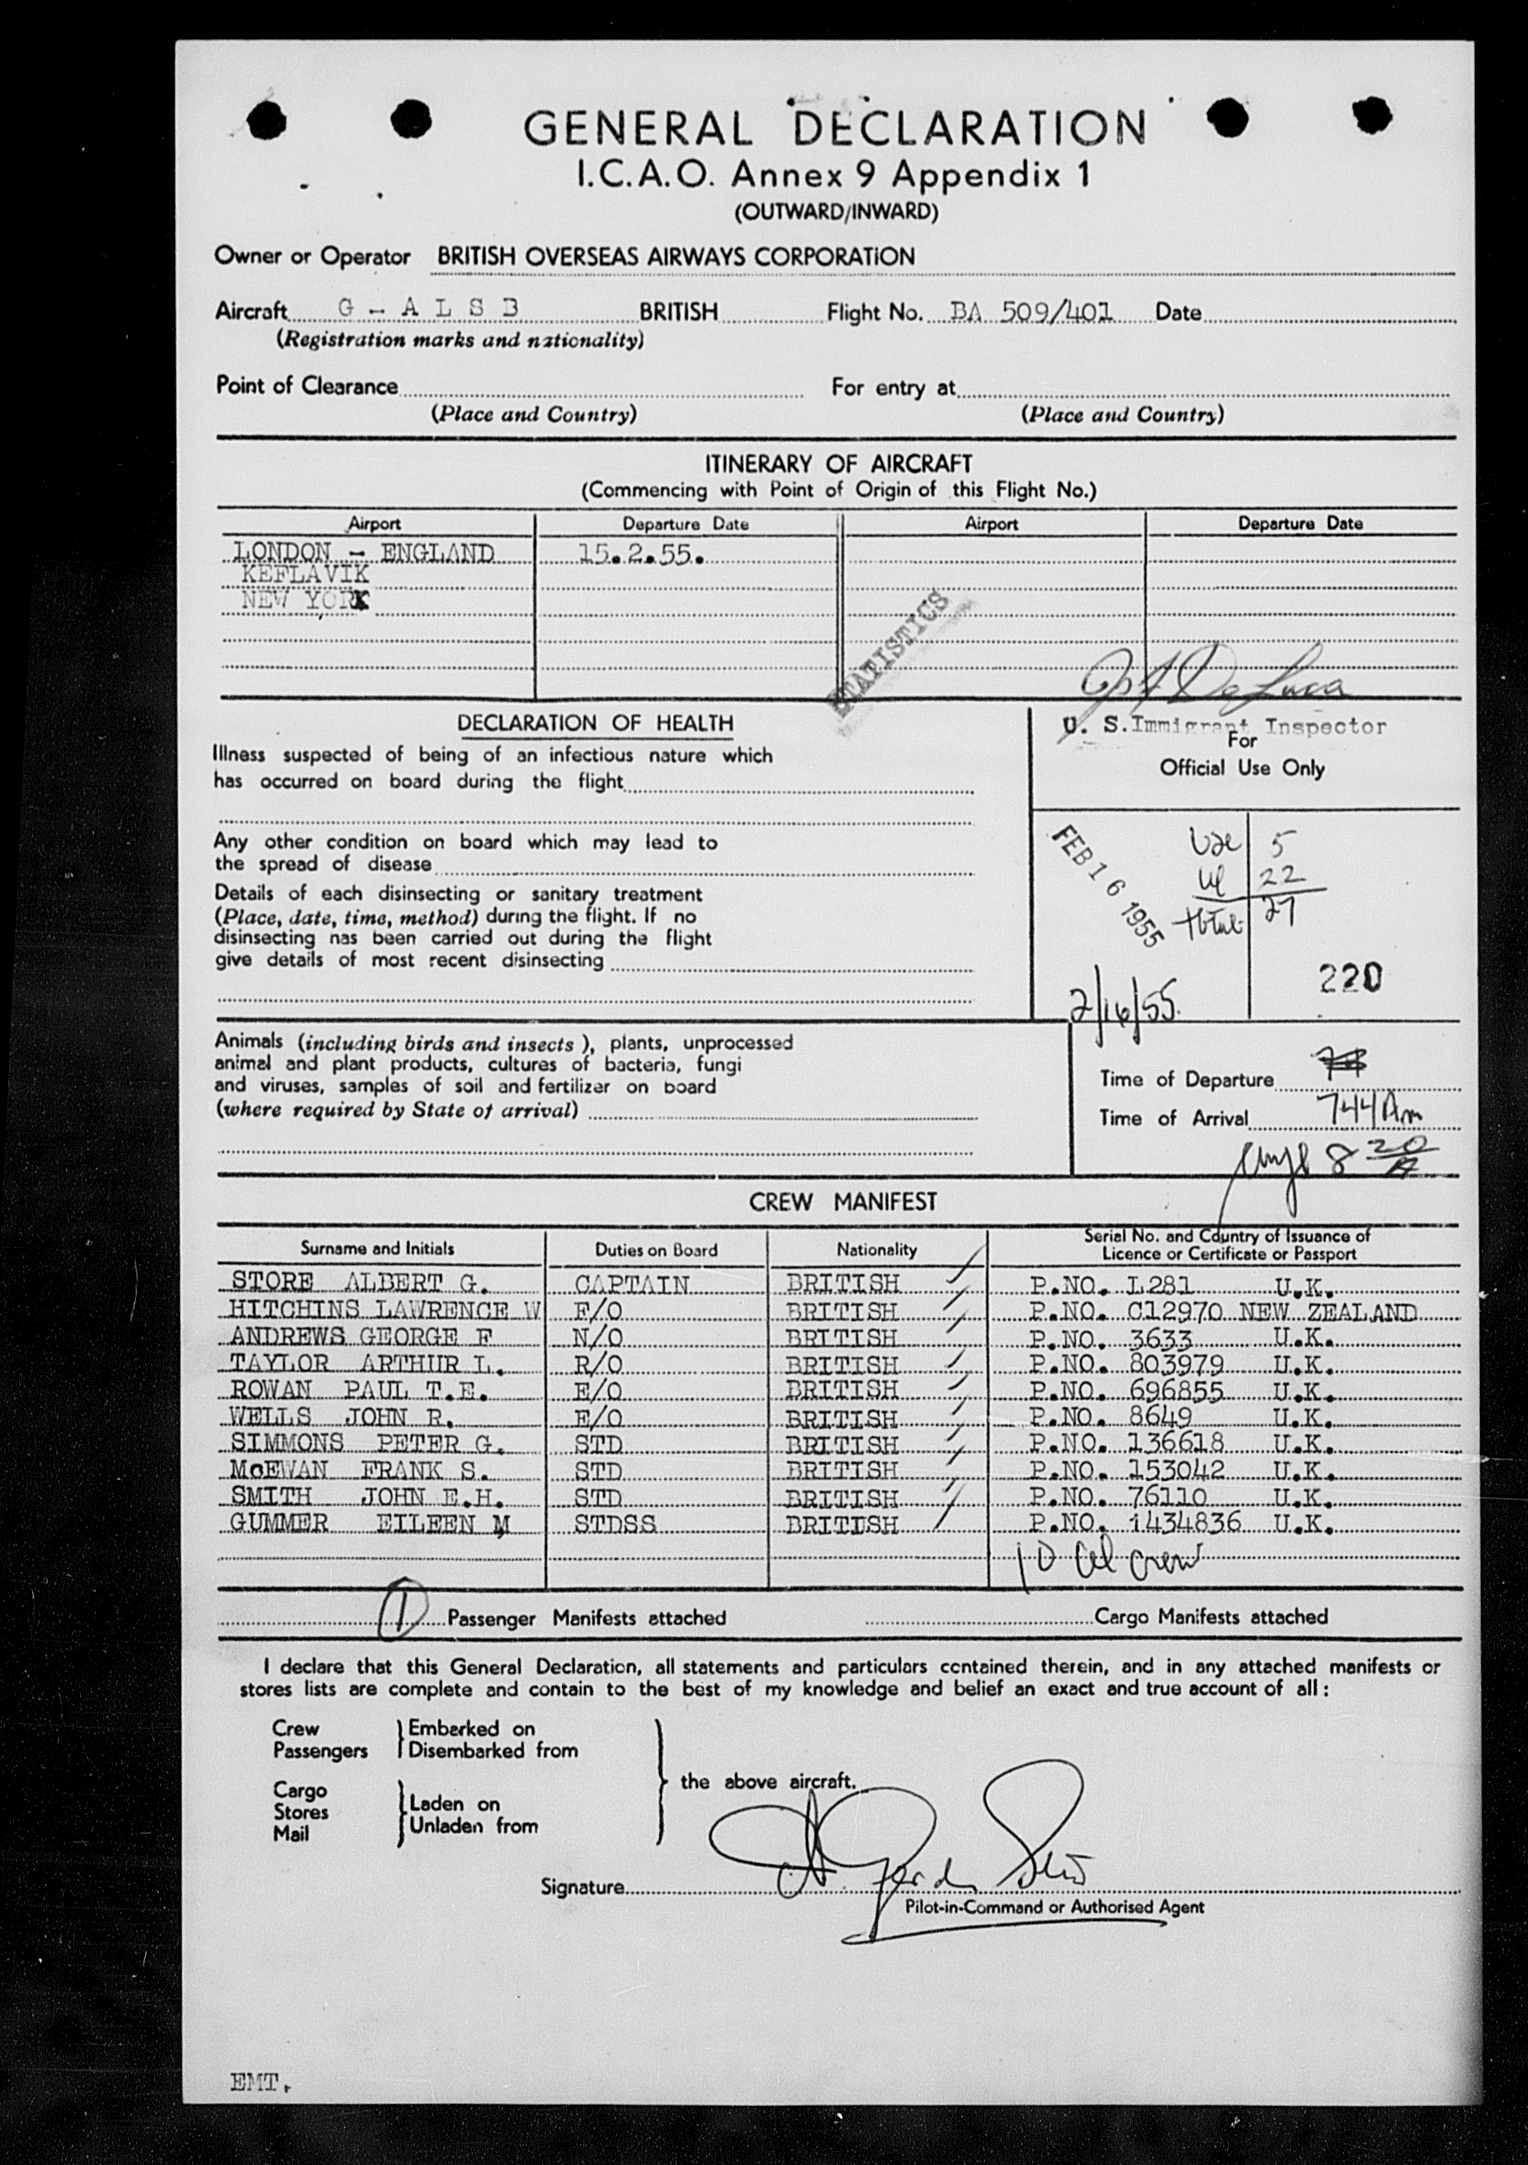 GENERAL DECLARATION
I.C.A.O. Annex 9 Appendix 1
(OUTWARD/INWARD)
Owner or Operator BRITISH OVERSEAS AIRWAYS CORPORATION
Aircraft G - A L S B BRITISH Flight No. BA 509/401 Date
(Registration marks and nationality)
Point of Clearance For entry at
(Place and Country) (Place and Country)
ITINERARY OF AIRCRAFT
(Commencing with Point of Origin of this Flight No.)
Airport Departure Date Airport Departure Date
LONDON - ENGLAND 15.2.55.
KEFLAVIK
NEW YORK
STATISTICS
De Luca
DECLARATION OF HEALTH
U. S. Immigrant Inspector
For
Official Use Only
Illness suspected of being of an infectious nature which
has occurred on board during the flight
Any other condition on board which may lead to
the spread of disease
Details of each disinsecting or sanitary treatment
(Place, date, time, method) during the flight. If no
disinsecting has been carried out during the flight
give details of most recent disinsecting
FEB 16 1955
5
22
total 27
220
2/16/55.
Animals (including birds and insects), plants, unprocessed
animal and plant products, cultures of bacteria, fungi
and viruses, samples of soil and fertilizer on board
(where required by State of arrival)
Time of Departure
Time of Arrival 744 Am
8 20 A
CREW MANIFEST
Surname and Initials Duties on Board Nationality Serial No. and Country of Issuance of Licence or Certificate or Passport
STORE ALBERT G. CAPTAIN BRITISH P.NO. L281 U.K.
HITCHINS LAWRENCE W F/O BRITISH P.NO. C12970 NEW ZEALAND
ANDREWS GEORGE F N/O BRITISH P.NO. 3633 U.K.
TAYLOR ARTHUR L. R/O BRITISH P.NO. 803979 U.K.
ROWAN PAUL T.E. E/O BRITISH P.NO. 696855 U.K.
WELLS JOHN R. E/O BRITISH P.NO. 8649 U.K.
SIMMONS PETER G. STD BRITISH P.NO. 136618 U.K.
McEWAN FRANK S. STD BRITISH P.NO. 153042 U.K.
SMITH JOHN E.H. STD BRITISH P.NO. 76110 U.K.
GUMMER EILEEN M STDSS BRITISH P.NO. 1434836 U.K.
10 crew
1 Passenger Manifests attached Cargo Manifests attached
I declare that this General Declaration, all statements and particulars contained therein, and in any attached manifests or
stores lists are complete and contain to the best of my knowledge and belief an exact and true account of all :
Crew Embarked on
Passengers Disembarked from
the above aircraft.
Cargo
Stores Laden on
Mail Unladen from
Signature
Pilot-in-Command or Authorised Agent
EMT.